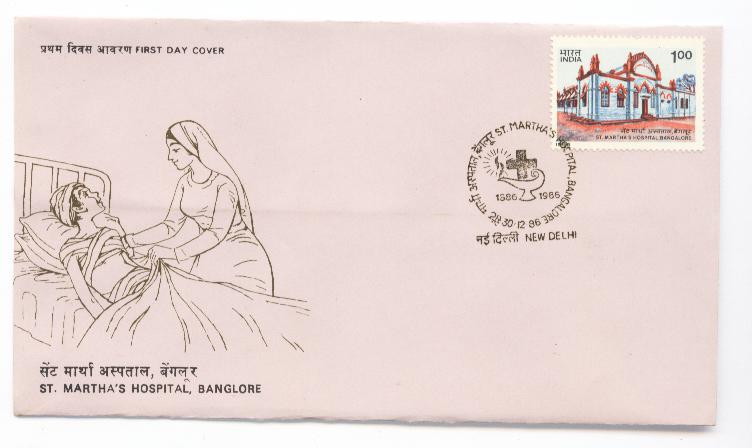 प्रथम दिवस आवरण FIRST DAY COVER
भारत
INDIA
1.00
सेंट मार्था अस्पताल, बेंगलूर
ST. MARTHA'S HOSPITAL, BANGALORE
सेंट मार्था अस्पताल, बेंगलूर ST. MARTHA'S HOSPITAL, BANGALORE
1886 1986
30.12.86
नई दिल्ली NEW DELHI
सेंट मार्था अस्पताल, बेंगलूर
ST. MARTHA'S HOSPITAL, BANGLORE